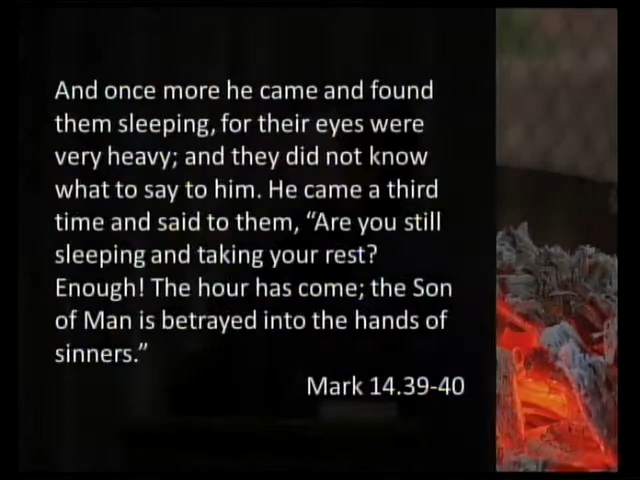 And once more he came and found
them sleeping, for their eyes were
very heavy; and they did not know
what to say to him. He came a third
time and said to them, “Are you still
sleeping and taking your rest?
Enough! The hour has come; the Son
of Man is betrayed into the hands of
sinners.”
Mark 14.39-40